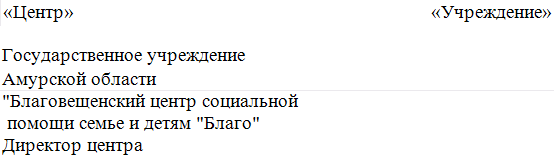 «Центр» «Учреждение»
Государственное учреждение
Амурской области
"Благовещенский центр социальной
помощи семье и детям "Благо"
Директор центра